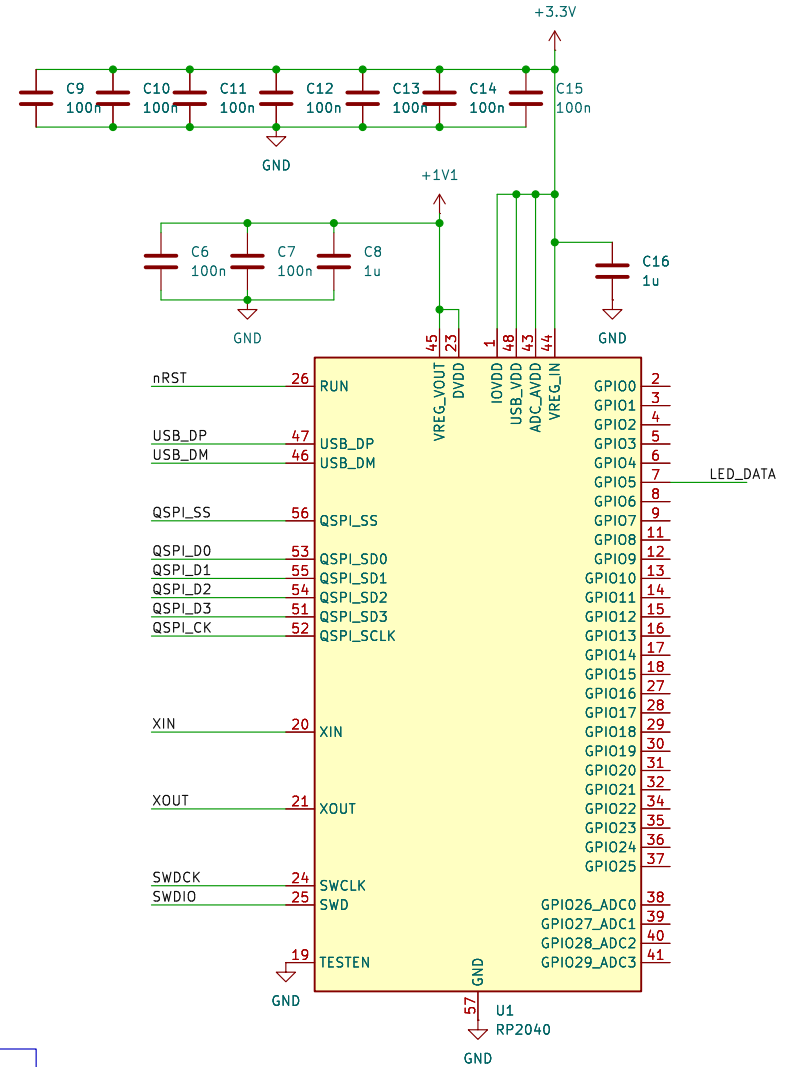 +3.3V
C9
100n
C10
100n
C11
100n
C12
100n
C13
100n
C14
100n
C15
100n
GND
+1V1
C6
100n
C7
100n
C8
1u
GND
C16
1u
GND
45
23
1
48
43
44
VREG_VOUT
DVDD
IOVDD
USB_VDD
ADC_AVDD
VREG_IN
nRST 26 RUN
USB_DP 47 USB_DP
USB_DM 46 USB_DM
QSPI_SS 56 QSPI_SS
QSPI_D0 53 QSPI_SD0
QSPI_D1 55 QSPI_SD1
QSPI_D2 54 QSPI_SD2
QSPI_D3 51 QSPI_SD3
QSPI_CK 52 QSPI_SCLK
XIN 20 XIN
XOUT 21 XOUT
SWDCK 24 SWCLK
SWDIO 25 SWD
19 TESTEN
GND
GPIO0 2
GPIO1 3
GPIO2 4
GPIO3 5
GPIO4 6
GPIO5 7 LED_DATA
GPIO6 8
GPIO7 9
GPIO8 11
GPIO9 12
GPIO10 13
GPIO11 14
GPIO12 15
GPIO13 16
GPIO14 17
GPIO15 18
GPIO16 27
GPIO17 28
GPIO18 29
GPIO19 30
GPIO20 31
GPIO21 32
GPIO22 34
GPIO23 35
GPIO24 36
GPIO25 37
GPIO26_ADC0 38
GPIO27_ADC1 39
GPIO28_ADC2 40
GPIO29_ADC3 41
GND
57
U1
RP2040
GND